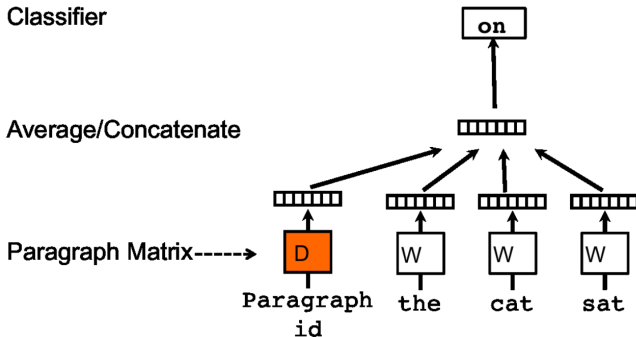 Classifier
on
Average/Concatenate
Paragraph Matrix
D
W
W
W
Paragraph
id
the
cat
sat